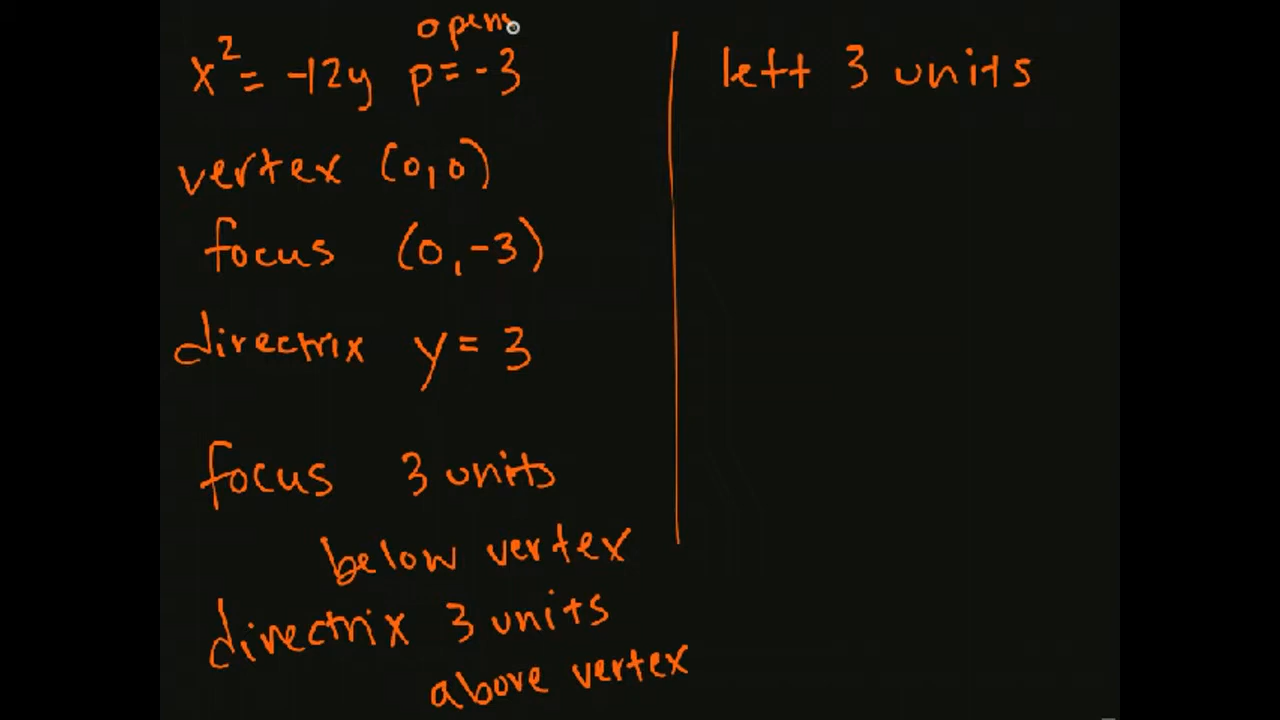 opens
x² = -12y p = -3
vertex (0,0)
focus (0,-3)
directrix y = 3
focus 3 units
below vertex
directrix 3 units
above vertex
left 3 units